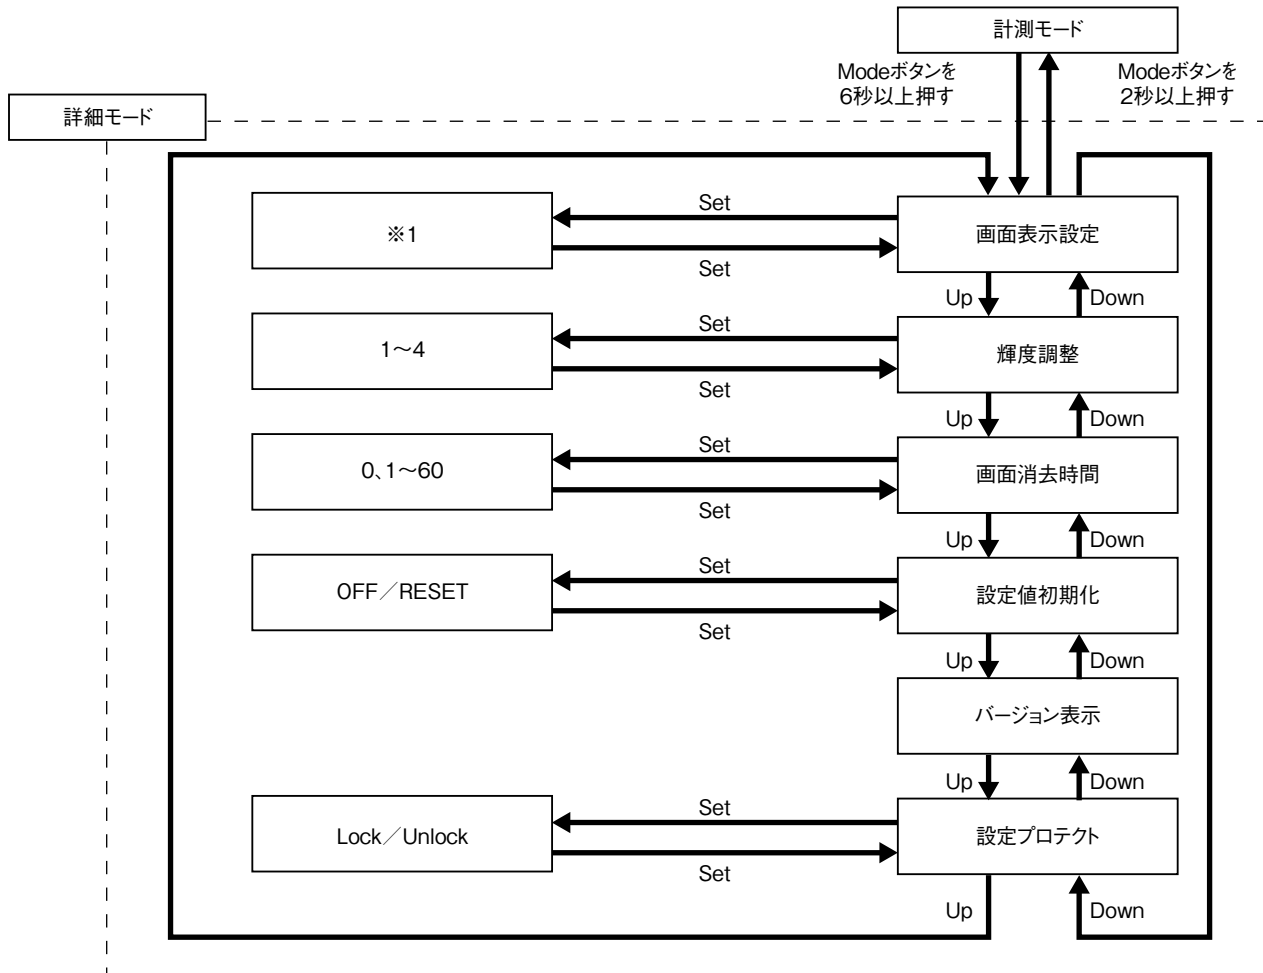 計測モード
Modeボタンを
6秒以上押す
Modeボタンを
2秒以上押す
詳細モード
Set
※1
画面表示設定
Set
Up
Down
Set
1～4
輝度調整
Set
Up
Down
Set
0、1～60
画面消去時間
Set
Up
Down
Set
OFF／RESET
設定値初期化
Set
Up
Down
バージョン表示
Up
Down
Set
Lock／Unlock
設定プロテクト
Set
Up
Down